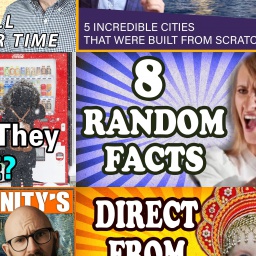 LL
R TIME
5 INCREDIBLE CITIES
THAT WERE BUILT FROM SCRATC
They
?
8
RANDOM
FACTS
NITY'S
DIRECT
FROM